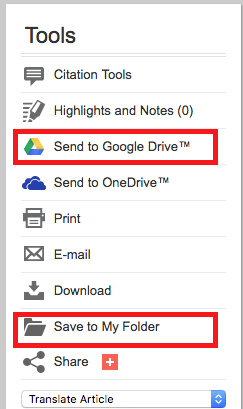 Tools
Citation Tools
Highlights and Notes (0)
Send to Google Drive™
Send to OneDrive™
Print
E-mail
Download
Save to My Folder
Share
Translate Article